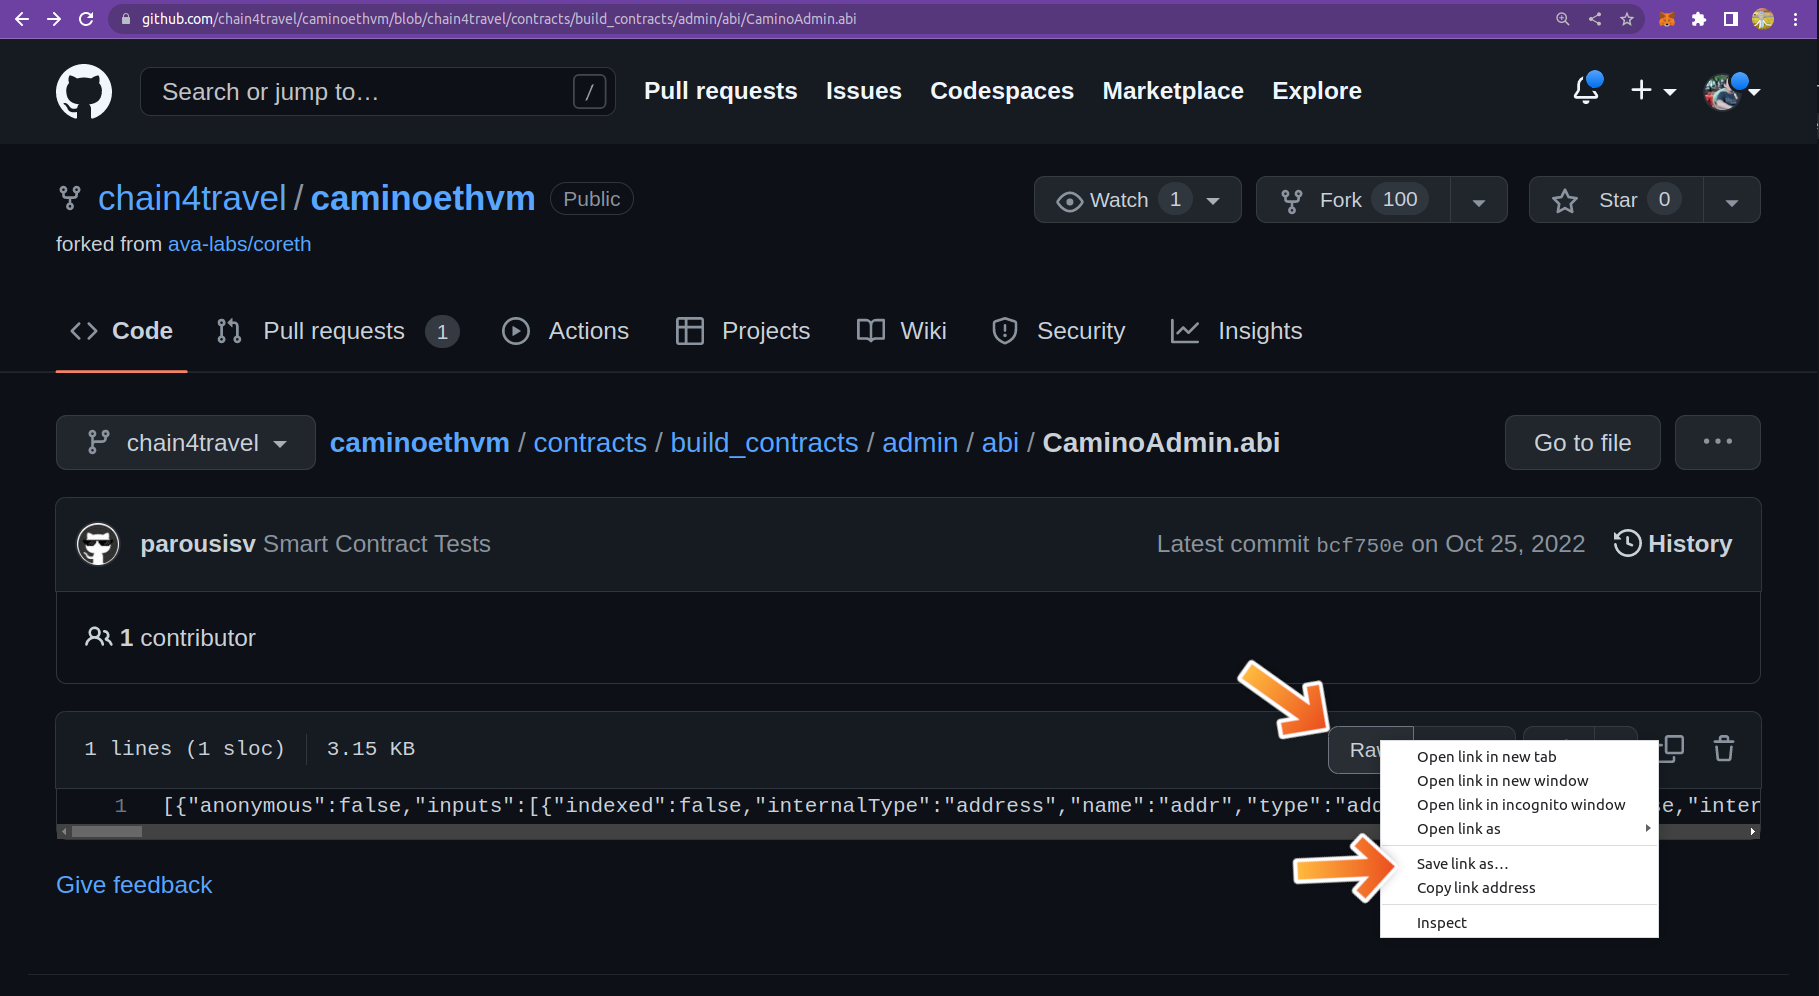 github.com/chain4travel/caminoethvm/blob/chain4travel/contracts/build_contracts/admin/abi/CaminoAdmin.abi
Search or jump to… / Pull requests Issues Codespaces Marketplace Explore
chain4travel / caminoethvm Public Watch 1 Fork 100 Star 0
forked from ava-labs/coreth
Code Pull requests 1 Actions Projects Wiki Security Insights
chain4travel caminoethvm / contracts / build_contracts / admin / abi / CaminoAdmin.abi Go to file ...
parousisv Smart Contract Tests Latest commit bcf750e on Oct 25, 2022 History
1 contributor
1 lines (1 sloc) 3.15 KB
1 [{"anonymous":false,"inputs":[{"indexed":false,"internalType":"address","name":"addr","type":"
Open link in new tab
Open link in new window
Open link in incognito window
Open link as
Save link as…
Copy link address
Inspect
Give feedback